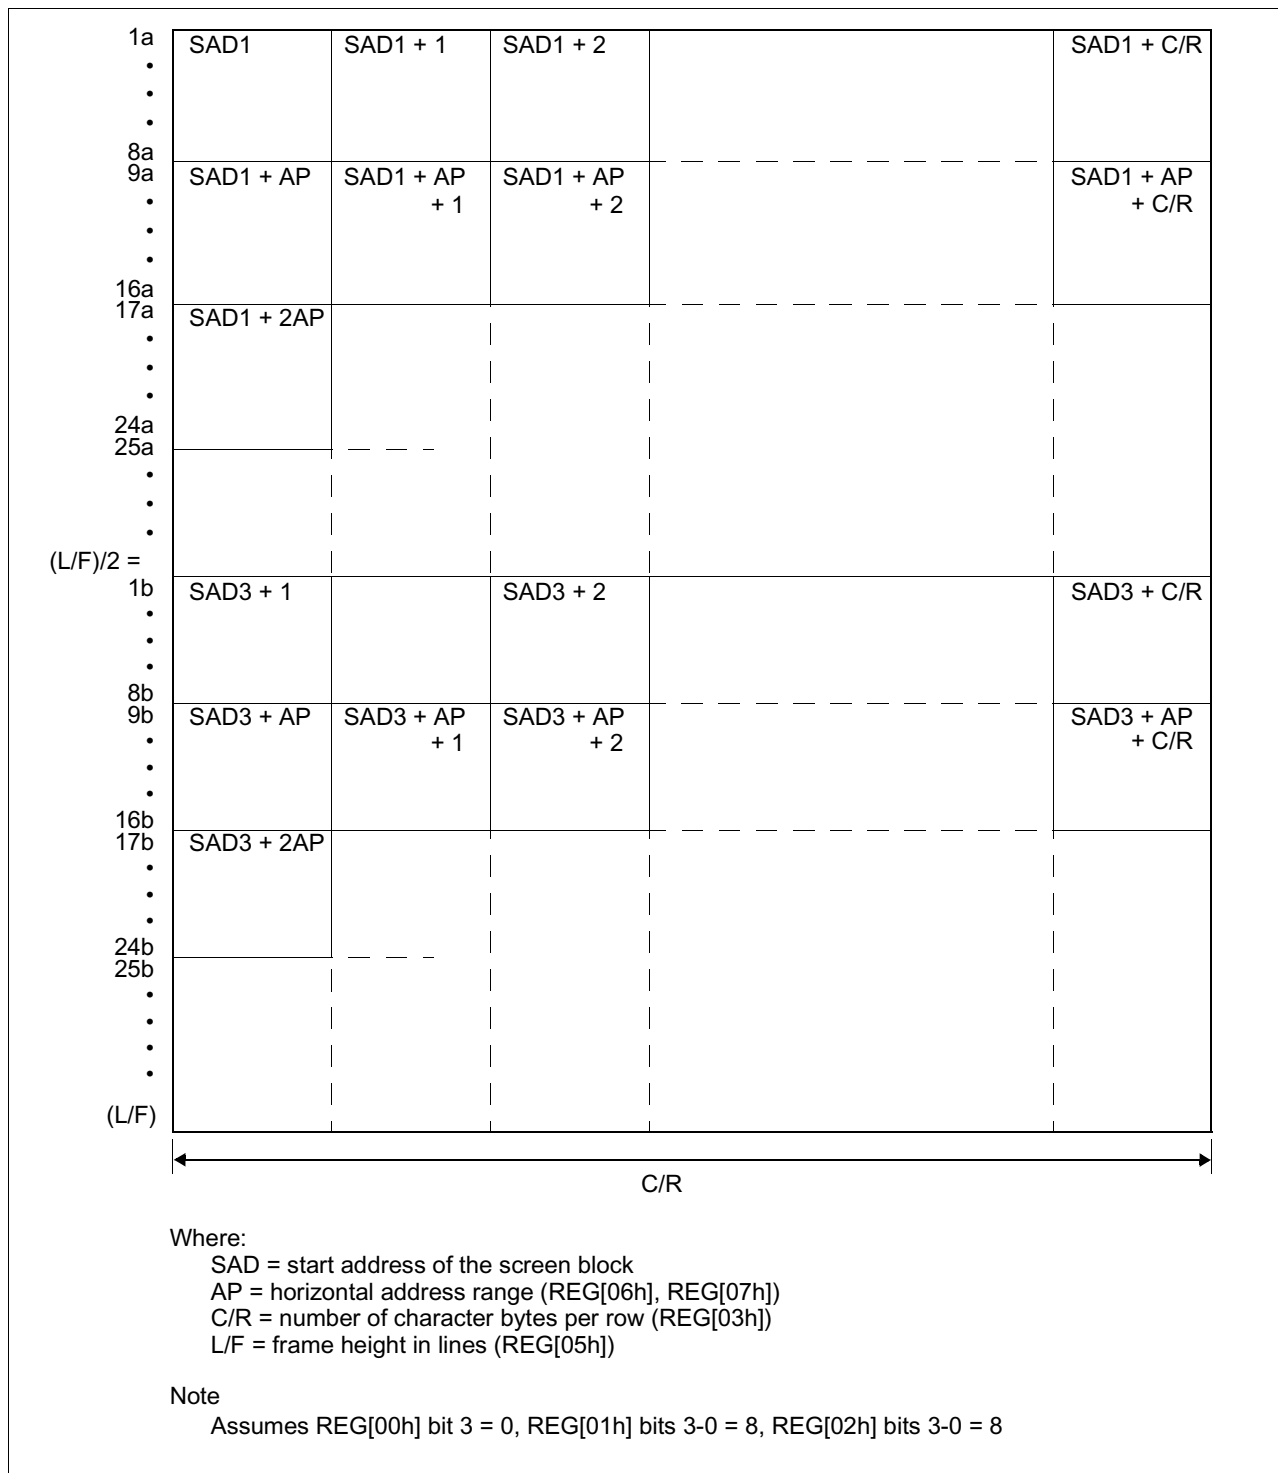 1a SAD1 SAD1 + 1 SAD1 + 2 SAD1 + C/R
8a
9a SAD1 + AP SAD1 + AP SAD1 + AP SAD1 + AP
+ 1 + 2 + C/R
16a
17a SAD1 + 2AP
24a
25a
(L/F)/2 =
1b SAD3 + 1 SAD3 + 2 SAD3 + C/R
8b
9b SAD3 + AP SAD3 + AP SAD3 + AP SAD3 + AP
+ 1 + 2 + C/R
16b
17b SAD3 + 2AP
24b
25b
(L/F)
C/R
Where:
SAD = start address of the screen block
AP = horizontal address range (REG[06h], REG[07h])
C/R = number of character bytes per row (REG[03h])
L/F = frame height in lines (REG[05h])
Note
Assumes REG[00h] bit 3 = 0, REG[01h] bits 3-0 = 8, REG[02h] bits 3-0 = 8